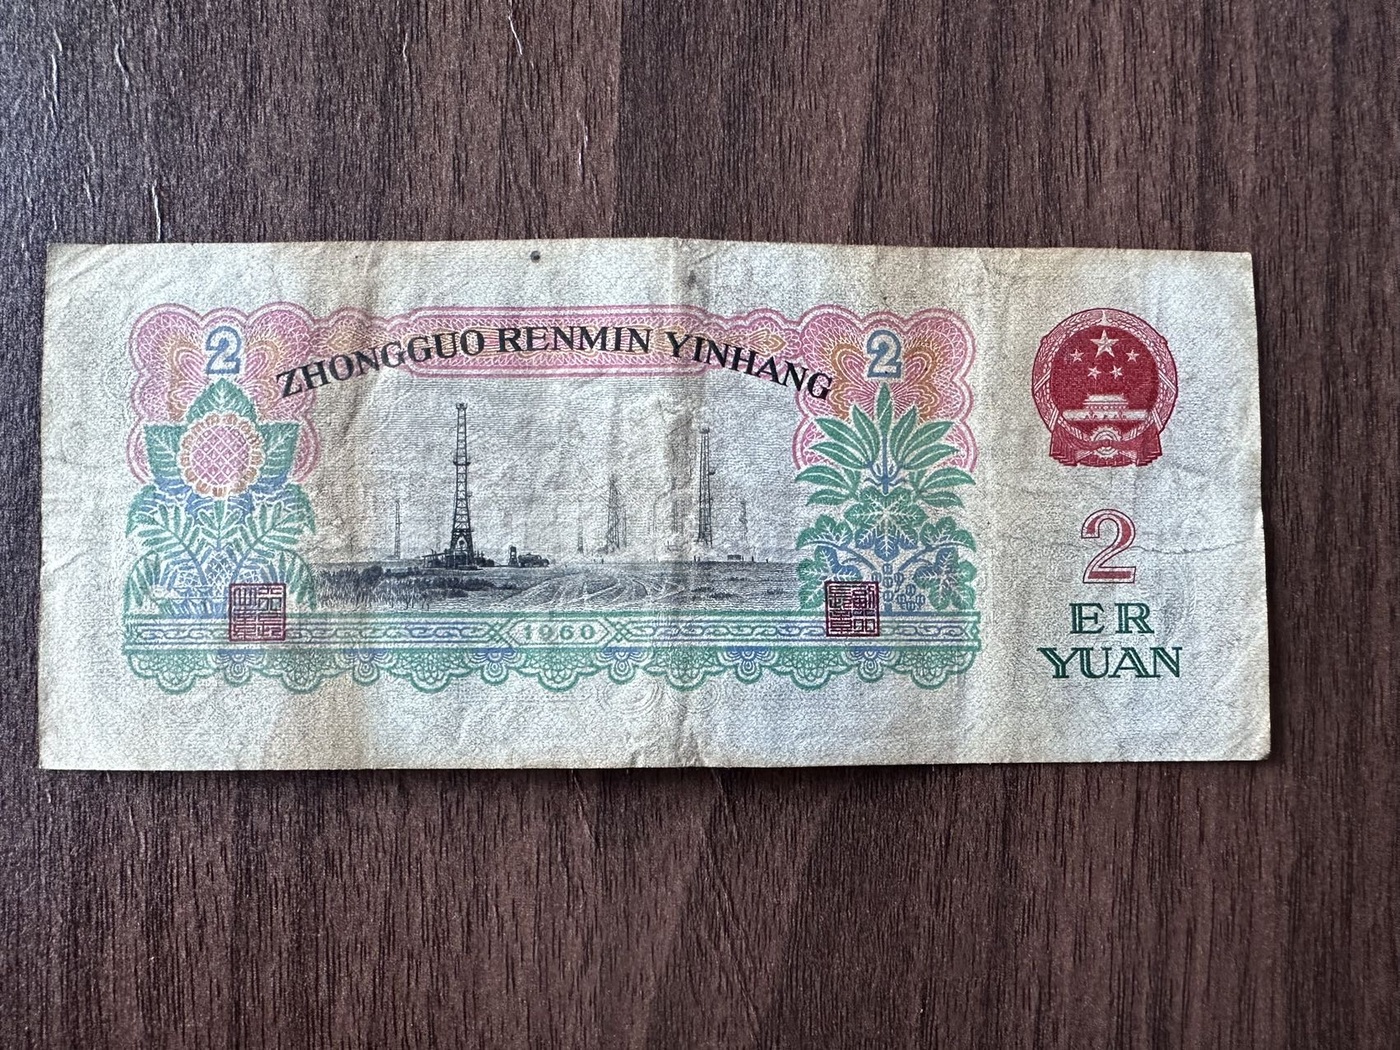 2
2
ZHONGGUO RENMIN YINHANG
1960
2
ER
YUAN